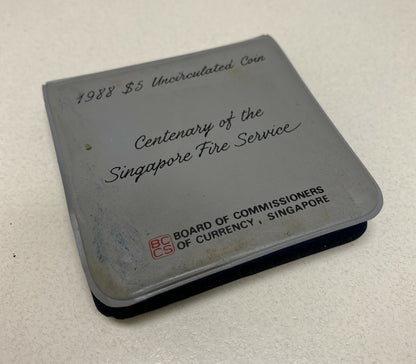 1988 $5 Uncirculated Coin
Centenary of the
Singapore Fire Service
BC
CS
BOARD OF COMMISSIONERS
OF CURRENCY, SINGAPORE